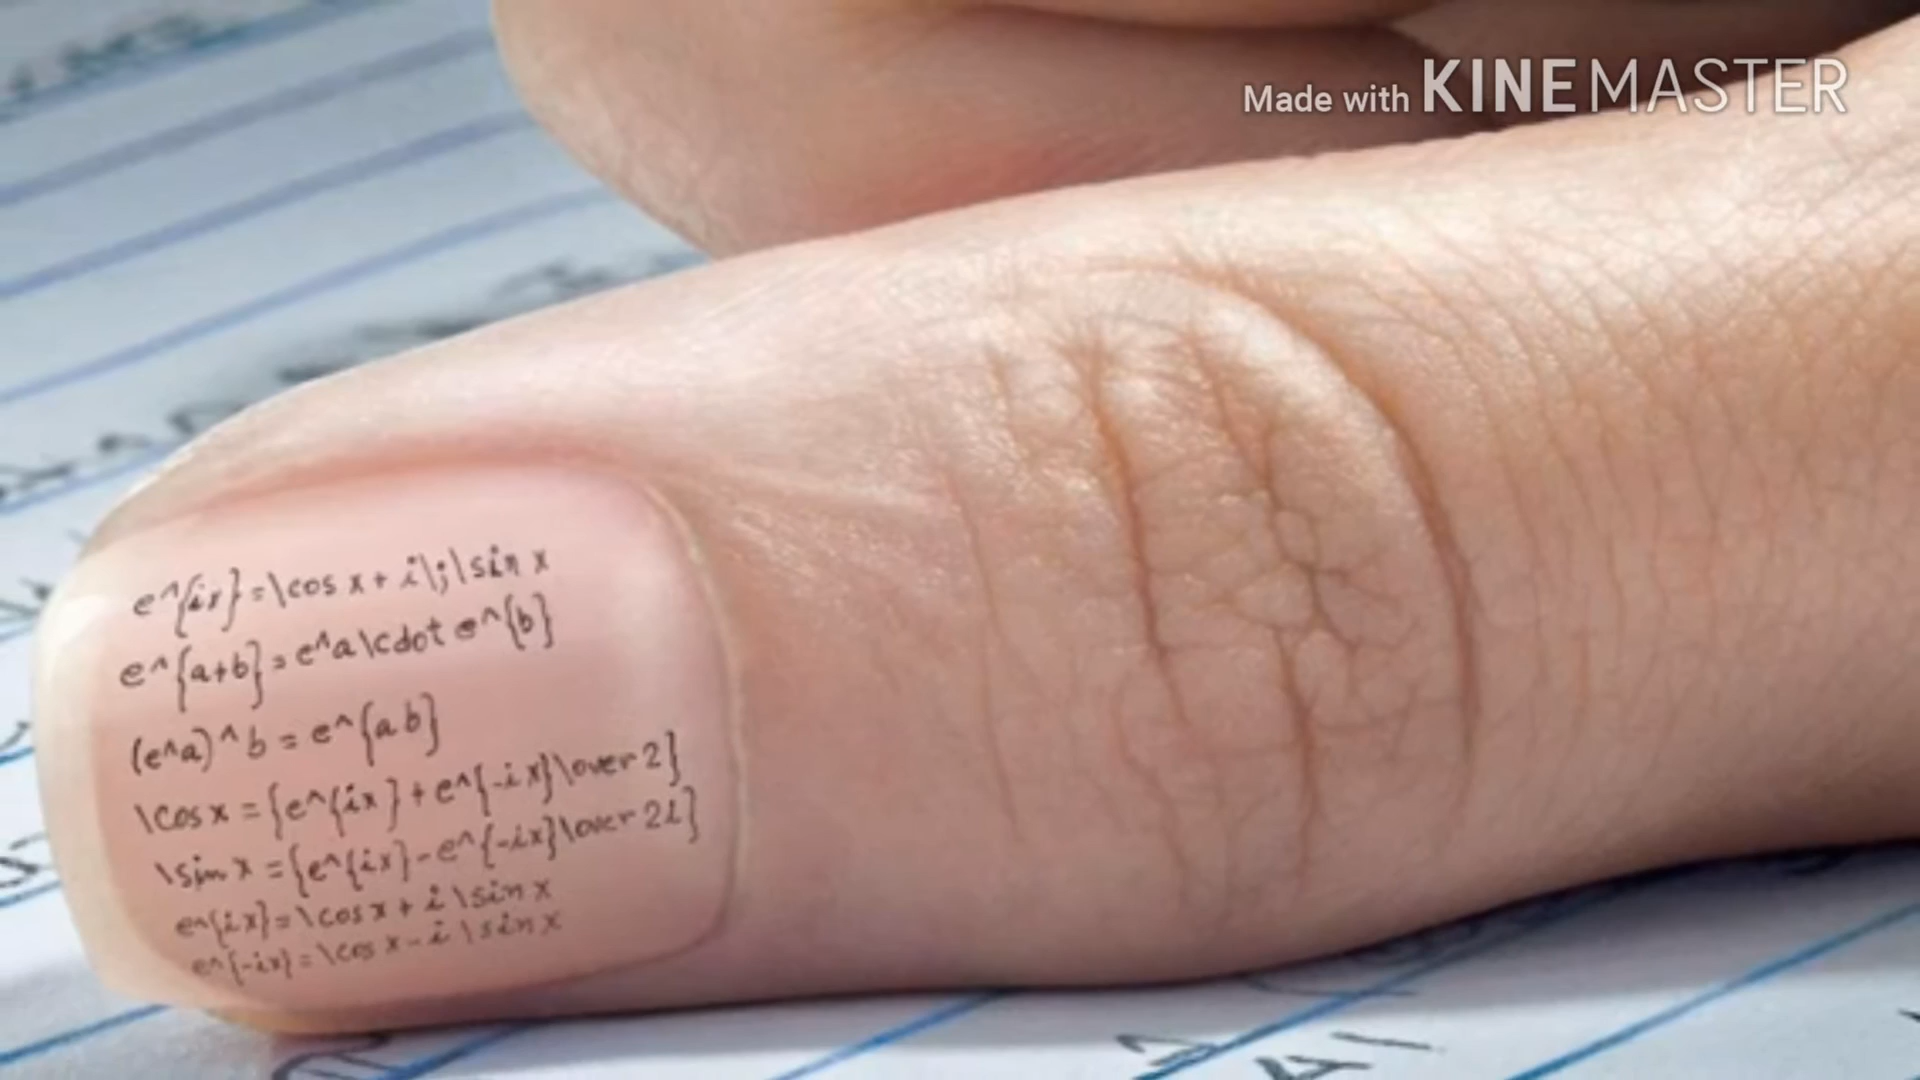 Made with KINEMASTER
e^{ix}=\cos x + i\;\sin x
e^{a+b}=e^a\cdot e^{b}
(e^a)^b = e^{ab}
\cos x = {e^{ix}+e^{-ix}\over 2}
\sin x = {e^{ix}-e^{-ix}\over 2i}
e^{ix}=\cos x + i \sin x
e^{-ix}=\cos x - i \sin x